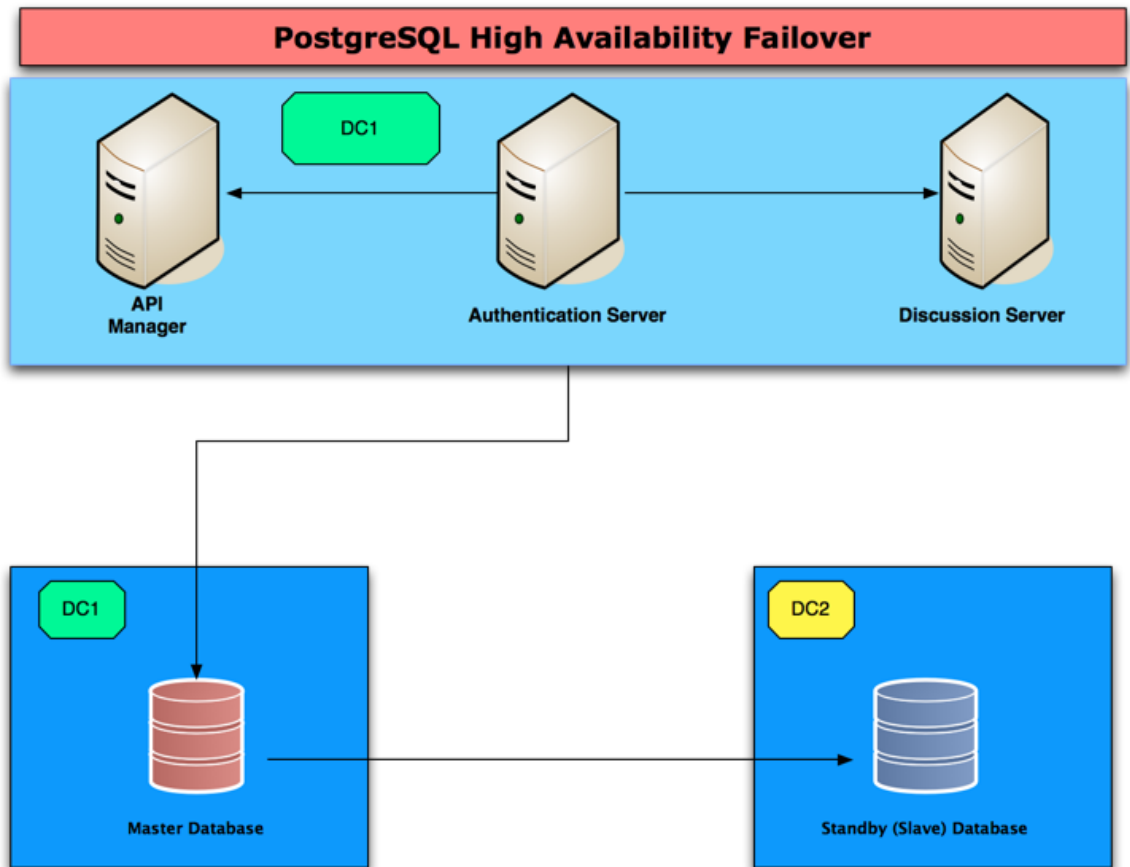 PostgreSQL High Availability Failover
DC1
API
Manager
Authentication Server
Discussion Server
DC1
DC2
Master Database
Standby (Slave) Database